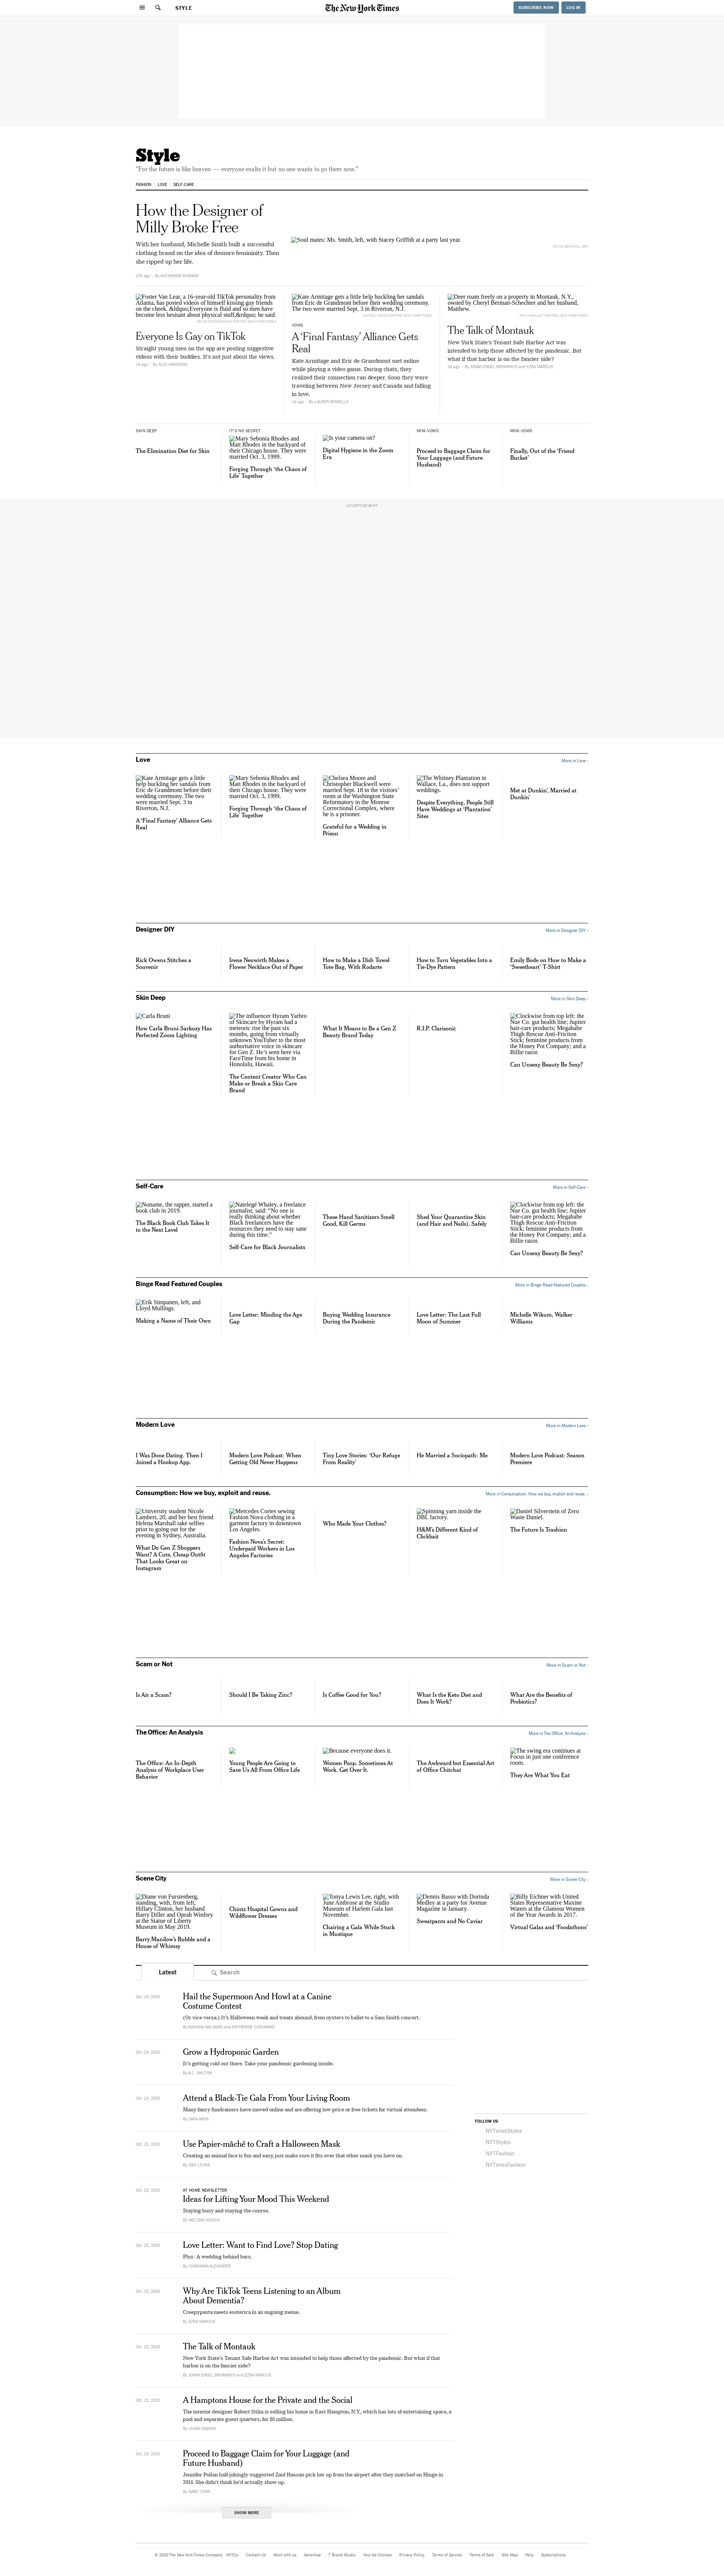 STYLE
The New York Times
SUBSCRIBE NOW
LOG IN
Style
"For the future is like heaven — everyone exalts it but no one wants to go there now."
FASHION
LOVE
SELF-CARE
How the Designer of
Milly Broke Free
With her husband, Michelle Smith built a successful
clothing brand on the idea of demure femininity. Then
she ripped up her life.
By KATHERINE ROSMAN
Soul mates: Ms. Smith, left, with Stacey Griffith at a party last year.
Foster Van Lear, a 16-year-old TikTok personality from
Atlanta, has posted videos of himself kissing guy friends
on the cheek. &ldquo;Everyone is fluid and so men have
become less hesitant about physical stuff,&rdquo; he said.
Everyone Is Gay on TikTok
Straight young men on the app are posting suggestive
videos with their buddies. It's not just about the views.
1d ago - By ALEX HAWGOOD
Kate Armitage gets a little help buckling her sandals
from Eric de Grandmont before their wedding ceremony.
The two were married Sept. 3 in Riverton, N.J.
VOWS
A 'Final Fantasy' Alliance Gets
Real
Kate Armitage and Eric de Grandmont met online
while playing a video game. During chats, they
realized their connection ran deeper. Soon they were
traveling between New Jersey and Canada and falling
in love.
1d ago - By LAUREN ROWELLO
Deer roam freely on a property in Montauk, N.Y.,
owned by Cheryl Berman-Schechter and her husband,
Matthew.
The Talk of Montauk
New York State's Tenant Safe Harbor Act was
intended to help those affected by the pandemic. But
what if that harbor is on the fancier side?
2d ago - By JONAH ENGEL BROMWICH and EZRA MARCUS
SKIN DEEP
The Elimination Diet for Skin
IT'S NO SECRET
Mary Sebonia Rhodes and
Matt Rhodes in the backyard of
their Chicago house. They were
married Oct. 3, 1999.
Forging Through 'the Chaos of
Life' Together
Is your camera on?
Digital Hygiene in the Zoom
Era
MINI-VOWS
Proceed to Baggage Claim for
Your Luggage (and Future
Husband)
MINI-VOWS
Finally, Out of the 'Friend
Bucket'
ADVERTISEMENT
Love
More in Love ›
Kate Armitage gets a little
help buckling her sandals from
Eric de Grandmont before their
wedding ceremony. The two
were married Sept. 3 in
Riverton, N.J.
A 'Final Fantasy' Alliance Gets
Real
Mary Sebonia Rhodes and
Matt Rhodes in the backyard of
their Chicago house. They were
married Oct. 3, 1999.
Forging Through 'the Chaos of
Life' Together
Chelsea Moore and
Christopher Blackwell were
married Sept. 18 in the visitors'
room at the Washington State
Reformatory in the Monroe
Correctional Complex, where
he is a prisoner.
Grateful for a Wedding in
Prison
The Whitney Plantation in
Wallace, La., does not support
weddings.
Despite Everything, People Still
Have Weddings at 'Plantation'
Sites
Met at Dunkin', Married at
Dunkin'
Designer DIY
More in Designer DIY ›
Rick Owens Stitches a
Souvenir
Irene Neuwirth Makes a
Flower Necklace Out of Paper
How to Make a Dish Towel
Tote Bag, With Rodarte
How to Turn Vegetables Into a
Tie-Dye Pattern
Emily Bode on How to Make a
'Sweetheart' T-Shirt
Skin Deep
More in Skin Deep ›
Carla Bruni
How Carla Bruni-Sarkozy Has
Perfected Zoom Lighting
The influencer Hyram Yarbro
of Skincare by Hyram had a
meteoric rise the past six
months, going from virtually
unknown YouTuber to the most
authoritative voice in skincare
for Gen Z. He's seen here via
FaceTime from his home in
Honolulu, Hawaii.
The Content Creator Who Can
Make or Break a Skin Care
Brand
What It Means to Be a Gen Z
Beauty Brand Today
R.I.P. Clarisonic
Clockwise from top left: the
Nue Co. gut health line; Jupiter
hair-care products; Megababe
Thigh Rescue Anti-Friction
Stick; feminine products from
the Honey Pot Company; and a
Billie razor.
Can Unsexy Beauty Be Sexy?
Self-Care
More in Self-Care ›
Noname, the rapper, started a
book club in 2019.
The Black Book Club Takes It
to the Next Level
Natelegé Whaley, a freelance
journalist, said: "No one is
really thinking about whether
Black freelancers have the
resources they need to stay sane
during this time."
Self-Care for Black Journalists
These Hand Sanitizers Smell
Good, Kill Germs
Shed Your Quarantine Skin
(and Hair and Nails), Safely
Clockwise from top left: the
Nue Co. gut health line; Jupiter
hair-care products; Megababe
Thigh Rescue Anti-Friction
Stick; feminine products from
the Honey Pot Company; and a
Billie razor.
Can Unsexy Beauty Be Sexy?
Binge Read Featured Couples
More in Binge Read Featured Couples ›
Erik Simpanen, left, and
Lloyd Mullings.
Making a Name of Their Own
Love Letter: Minding the Age
Gap
Buying Wedding Insurance
During the Pandemic
Love Letter: The Last Full
Moon of Summer
Michelle Wikum, Walker
Williams
Modern Love
More in Modern Love ›
I Was Done Dating. Then I
Joined a Hookup App.
Modern Love Podcast: When
Getting Old Never Happens
Tiny Love Stories: 'Our Refuge
From Reality'
He Married a Sociopath: Me
Modern Love Podcast: Season
Premiere
Consumption: How we buy, exploit and reuse.
More in Consumption: How we buy, exploit and reuse. ›
University student Nicole
Lambert, 20, and her best friend
Helena Marshall take selfies
prior to going out for the
evening in Sydney, Australia.
What Do Gen Z Shoppers
Want? A Cute, Cheap Outfit
That Looks Great on
Instagram
Mercedes Cortes sewing
Fashion Nova clothing in a
garment factory in downtown
Los Angeles.
Fashion Nova's Secret:
Underpaid Workers in Los
Angeles Factories
Who Made Your Clothes?
Spinning yarn inside the
DBL factory.
H&M's Different Kind of
Clickbait
Daniel Silverstein of Zero
Waste Daniel.
The Future Is Trashion
Scam or Not
More in Scam or Not ›
Is Air a Scam?
Should I Be Taking Zinc?
Is Coffee Good for You?
What Is the Keto Diet and
Does It Work?
What Are the Benefits of
Probiotics?
The Office: An Analysis
More in The Office: An Analysis ›
The Office: An In-Depth
Analysis of Workplace User
Behavior
Young People Are Going to
Save Us All From Office Life
Because everyone does it.
Women Poop. Sometimes At
Work. Get Over It.
The Awkward but Essential Art
of Office Chitchat
The swing era continues at
Focus in just one conference
room.
They Are What You Eat
Scene City
More in Scene City ›
Diane von Furstenberg,
standing, with, from left,
Hillary Clinton, her husband
Barry Diller and Oprah Winfrey
at the Statue of Liberty
Museum in May 2019.
Barry Manilow's Bubble and a
House of Whimsy
Chintz Hospital Gowns and
Wildflower Dresses
Tonya Lewis Lee, right, with
June Ambrose at the Studio
Museum of Harlem Gala last
November.
Chairing a Gala While Stuck
in Mustique
Dennis Basso with Dorinda
Medley at a party for Avenue
Magazine in January.
Sweatpants and No Caviar
Billy Eichner with United
States Representative Maxine
Waters at the Glamour Women
of the Year Awards in 2017.
Virtual Galas and 'Foodathons'
Latest
Search
Oct. 24, 2020
Hail the Supermoon And Howl at a Canine
Costume Contest
(Or vice versa.) It's Halloween week and treats abound, from oysters to ballet to a Sam Smith concert.
By ADRIANA BALSAMO and KATHERINE CUSUMANO
Oct. 24, 2020
Grow a Hydroponic Garden
It's getting cold out there. Take your pandemic gardening inside.
By A.C. SHILTON
Oct. 24, 2020
Attend a Black-Tie Gala From Your Living Room
Many fancy fundraisers have moved online and are offering low-price or free tickets for virtual attendees.
By SARA ARIDI
Oct. 23, 2020
Use Papier-mâché to Craft a Halloween Mask
Creating an animal face is fun and easy, just make sure it fits over that other mask you have on.
By JODI LEVINE
Oct. 23, 2020
AT HOME NEWSLETTER
Ideas for Lifting Your Mood This Weekend
Staying busy and staying the course.
By MELISSA KIRSCH
Oct. 23, 2020
Love Letter: Want to Find Love? Stop Dating
Plus: A wedding behind bars.
By CHARANNA ALEXANDER
Oct. 23, 2020
Why Are TikTok Teens Listening to an Album
About Dementia?
Creepypasta meets esoterica in an ongoing meme.
By EZRA MARCUS
Oct. 23, 2020
The Talk of Montauk
New York State's Tenant Safe Harbor Act was intended to help those affected by the pandemic. But what if that
harbor is on the fancier side?
By JONAH ENGEL BROMWICH and EZRA MARCUS
Oct. 23, 2020
A Hamptons House for the Private and the Social
The interior designer Robert Stilin is selling his home in East Hampton, N.Y., which has lots of entertaining space, a
pool and separate guest quarters, for $6 million.
By VIVIAN MARINO
Oct. 23, 2020
Proceed to Baggage Claim for Your Luggage (and
Future Husband)
Jennifer Pollan half-jokingly suggested Zaid Hassan pick her up from the airport after they matched on Hinge in
2018. She didn't think he'd actually show up.
By GABE COHN
SHOW MORE
FOLLOW US
NYTimesStyles
NYTStyles
NYTFashion
NYTimesFashion
© 2020 The New York Times Company
NYTCo
Contact Us
Work with us
Advertise
T Brand Studio
Your Ad Choices
Privacy Policy
Terms of Service
Terms of Sale
Site Map
Help
Subscriptions